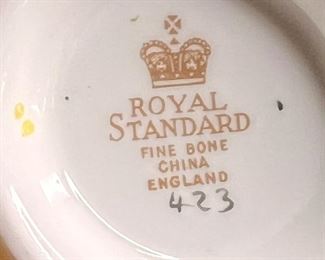 ROYAL
STANDARD
FINE BONE
CHINA
ENGLAND
423